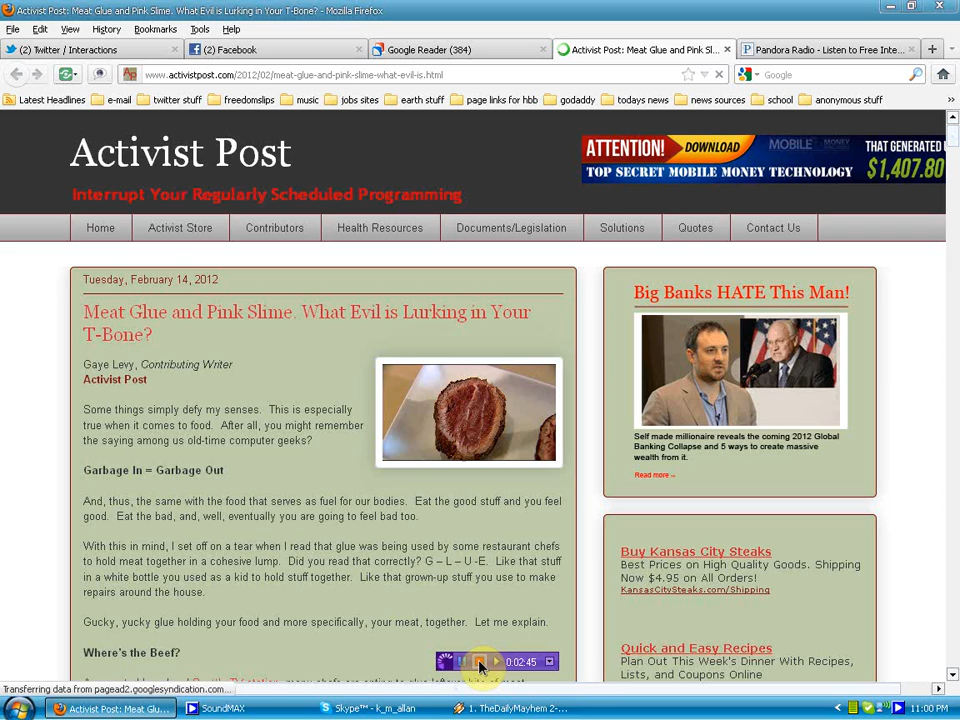 Activist Post: Meat Glue and Pink Slime. What Evil is Lurking in Your T-Bone? - Mozilla Firefox
File Edit View History Bookmarks Tools Help
(2) Twitter / Interactions
(2) Facebook
Google Reader (384)
Activist Post: Meat Glue and Pink Sl...
Pandora Radio - Listen to Free Inte...
www.activistpost.com/2012/02/meat-glue-and-pink-slime-what-evil-is.html
Google
Latest Headlines e-mail twitter stuff freedomslips music jobs sites earth stuff page links for hbb godaddy todays news news sources school anonymous stuff
Activist Post
Interrupt Your Regularly Scheduled Programming
ATTENTION! DOWNLOAD MOBILE MONEY THAT GENERATED
TOP SECRET MOBILE MONEY TECHNOLOGY $1,407.80
Home Activist Store Contributors Health Resources Documents/Legislation Solutions Quotes Contact Us
Tuesday, February 14, 2012
Meat Glue and Pink Slime. What Evil is Lurking in Your
T-Bone?
Gaye Levy, Contributing Writer
Activist Post
Some things simply defy my senses. This is especially
true when it comes to food. After all, you might remember
the saying among us old-time computer geeks?
Garbage In = Garbage Out
And, thus, the same with the food that serves as fuel for our bodies. Eat the good stuff and you feel
good. Eat the bad, and, well, eventually you are going to feel bad too.
With this in mind, I set off on a tear when I read that glue was being used by some restaurant chefs
to hold meat together in a cohesive lump. Did you read that correctly? G – L – U -E. Like that stuff
in a white bottle you used as a kid to hold stuff together. Like that grown-up stuff you use to make
repairs around the house.
Gucky, yucky glue holding your food and more specifically, your meat, together. Let me explain.
Where's the Beef?
0:02:45
Big Banks HATE This Man!
Self made millionaire reveals the coming 2012 Global
Banking Collapse and 5 ways to create massive
wealth from it.
Read more
Buy Kansas City Steaks
Best Prices on High Quality Goods. Shipping
Now $4.95 on All Orders!
KansasCitySteaks.com/Shipping
Quick and Easy Recipes
Plan Out This Week's Dinner With Recipes,
Lists, and Coupons Online
Transferring data from pagead2.googlesyndication.com...
Activist Post: Meat Glu...
SoundMAX
Skype™ - k_m_allan
1. TheDailyMayhem 2-...
11:00 PM